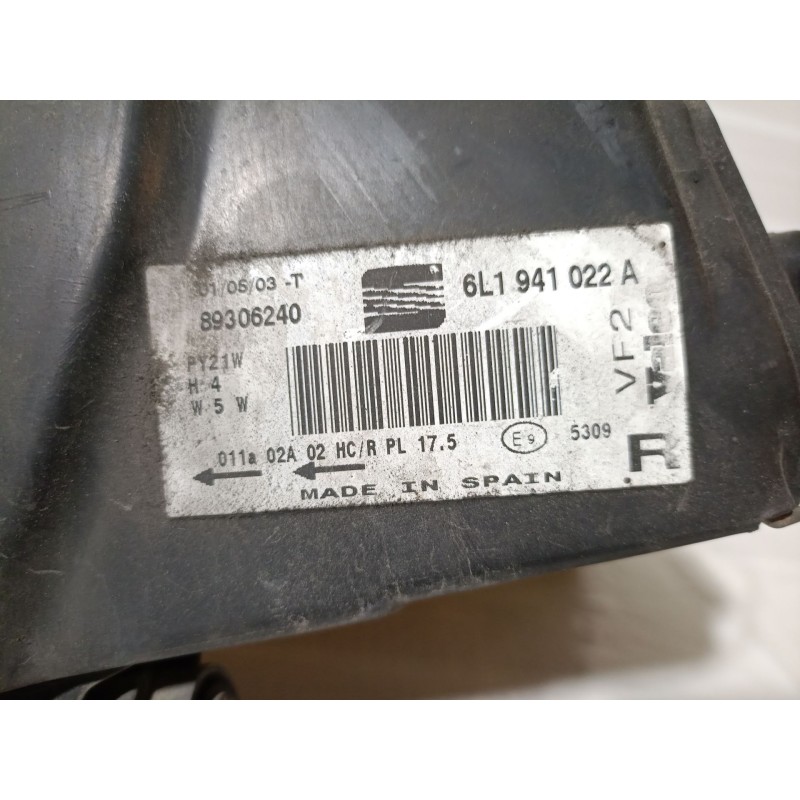 01/05/03 -T
6L1 941 022 A
89306240
PY21W
H 4
W 5 W
VF2
Valeo
011a 02A 02 HC/R PL 17.5
E9
5309
R
MADE IN SPAIN